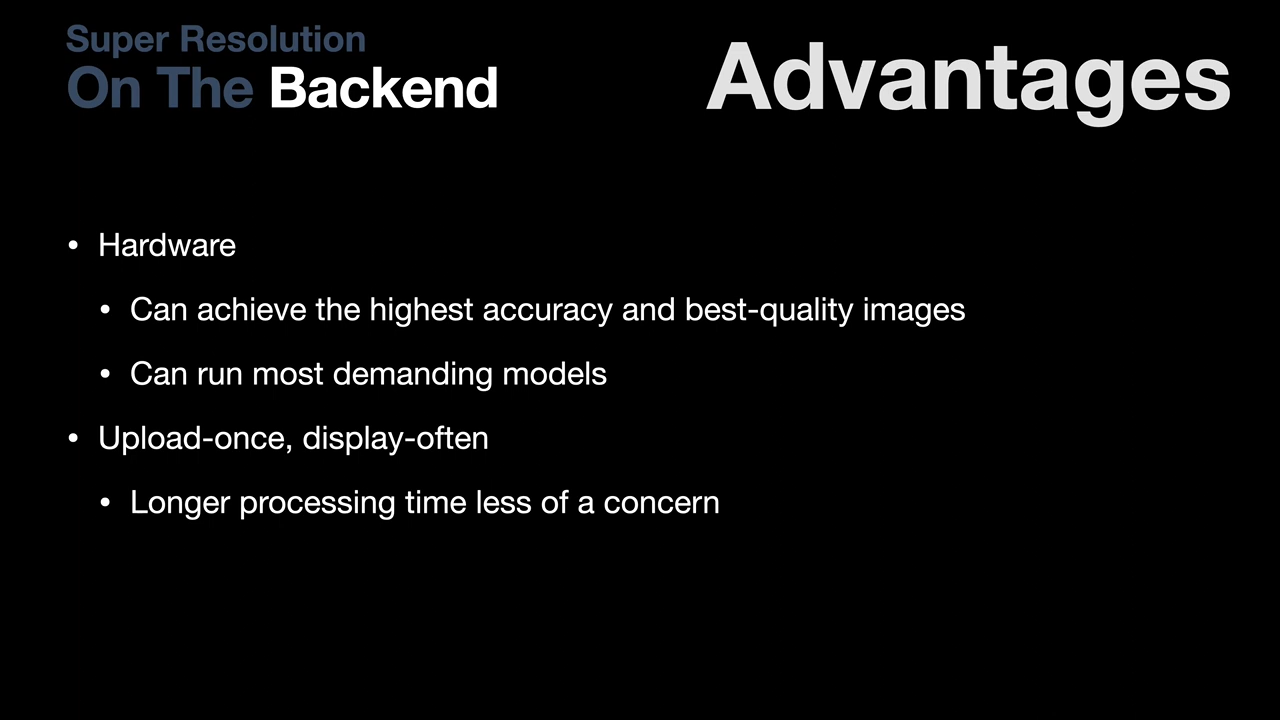 Super Resolution
On The Backend
Advantages
• Hardware
• Can achieve the highest accuracy and best-quality images
• Can run most demanding models
• Upload-once, display-often
• Longer processing time less of a concern